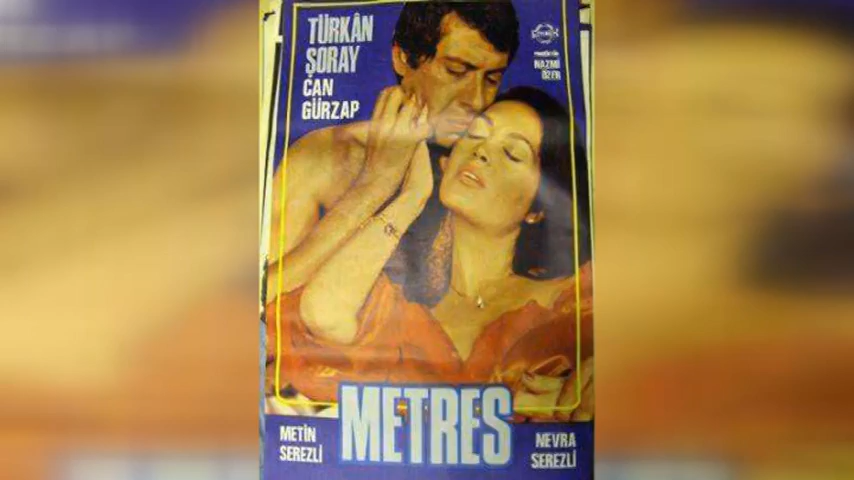 TÜRKÂN
ŞORAY
CAN
GÜRZAP
NAZMİ
ÖZER
METRES
METİN
SEREZLİ
NEVRA
SEREZLİ